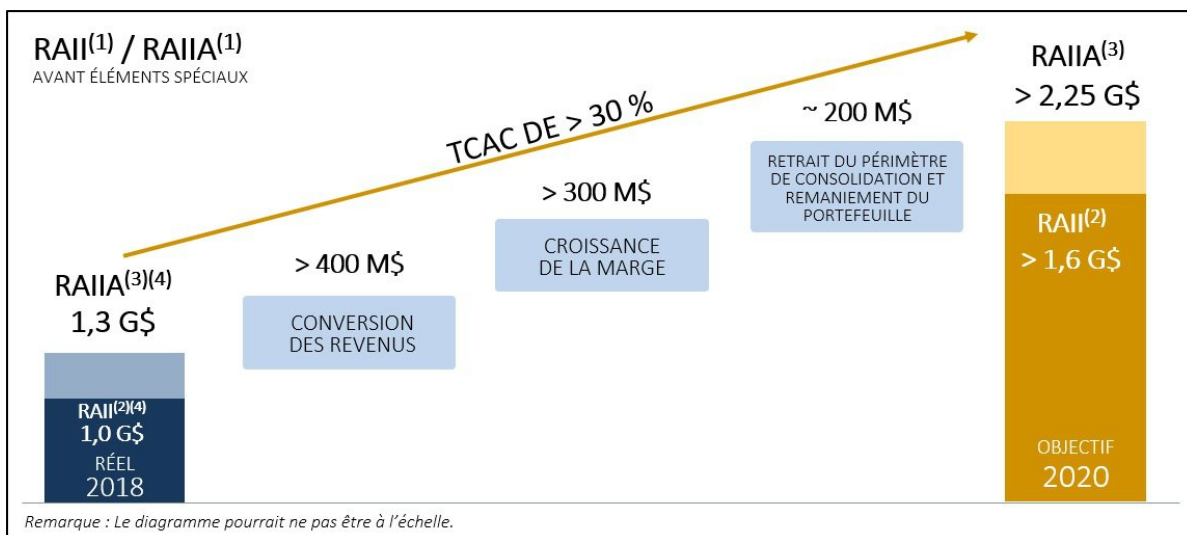 RAII(1) / RAIIA(1)
AVANT ÉLÉMENTS SPÉCIAUX
TCAC DE > 30 %
RAIIA(3)(4)
1,3 G$
RAII(2)(4)
1,0 G$
RÉEL
2018
> 400 M$
CONVERSION
DES REVENUS
> 300 M$
CROISSANCE
DE LA MARGE
~ 200 M$
RETRAIT DU PÉRIMÈTRE
DE CONSOLIDATION ET
REMANIEMENT DU
PORTEFEUILLE
RAIIA(3)
> 2,25 G$
RAII(2)
> 1,6 G$
OBJECTIF
2020
Remarque : Le diagramme pourrait ne pas être à l’échelle.